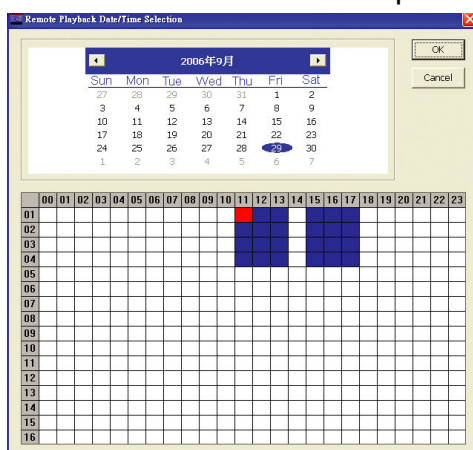 Remote Playback Date/Time Selection
OK
2006年9月
Cancel
Sun Mon Tue Wed Thu Fri Sat
27 28 29 30 31 1 2
3 4 5 6 7 8 9
10 11 12 13 14 15 16
17 18 19 20 21 22 23
24 25 26 27 28 29 30
1 2 3 4 5 6 7
00 01 02 03 04 05 06 07 08 09 10 11 12 13 14 15 16 17 18 19 20 21 22 23
01
02
03
04
05
06
07
08
09
10
11
12
13
14
15
16